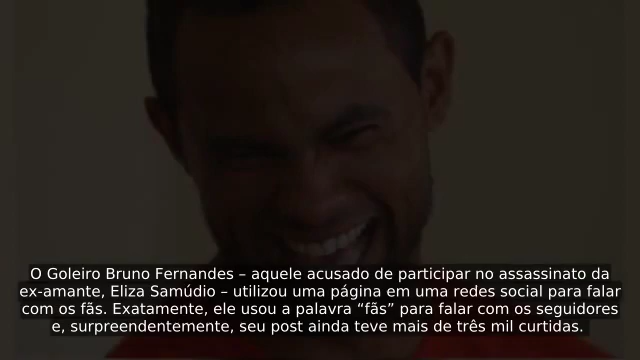 O Goleiro Bruno Fernandes – aquele acusado de participar no assassinato da
ex-amante, Eliza Samúdio – utilizou uma página em uma redes social para falar
com os fãs. Exatamente, ele usou a palavra “fãs” para falar com os seguidores
e, surpreendentemente, seu post ainda teve mais de três mil curtidas.